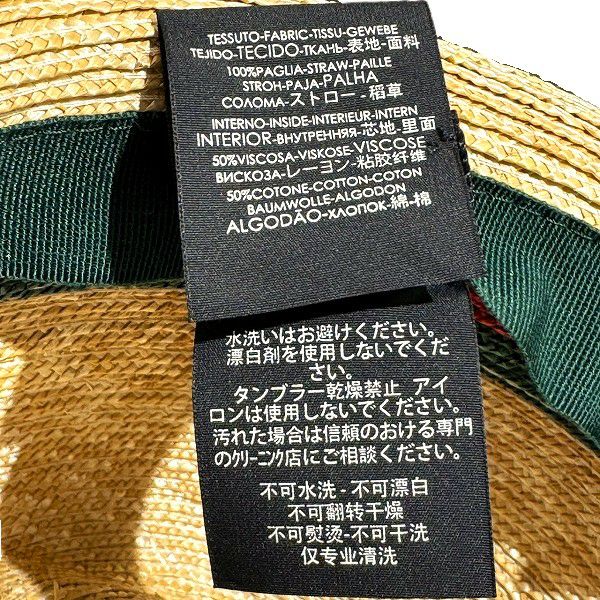 TESSUTO-FABRIC-TISSU-GEWEBE
TEJIDO-TECIDO-ТКАНЬ-表地-面料
100%PAGLIA-STRAW-PAILLE
STROH-PAJA-PALHA
СОЛОМА-ストロー-稻草
INTERNO-INSIDE-INTERIEUR-INTERN
INTERIOR-ВНУТРЕННЯЯ-芯地-里面
50%VISCOSA-VISKOSE-VISCOSE
ВИСКОЗА-レーヨン-粘胶纤维
50%COTONE-COTTON-COTON
BAUMWOLLE-ALGODON
ALGODÃO-ХЛОПОК-綿-棉
水洗いはお避けください。
漂白剤を使用しないでくだ
さい。
タンブラー乾燥禁止 アイ
ロンは使用しないでください。
汚れた場合は信頼のおける専門
のクリーニング店にご相談ください。
不可水洗-不可漂白
不可翻转干燥
不可熨烫-不可干洗
仅专业清洗